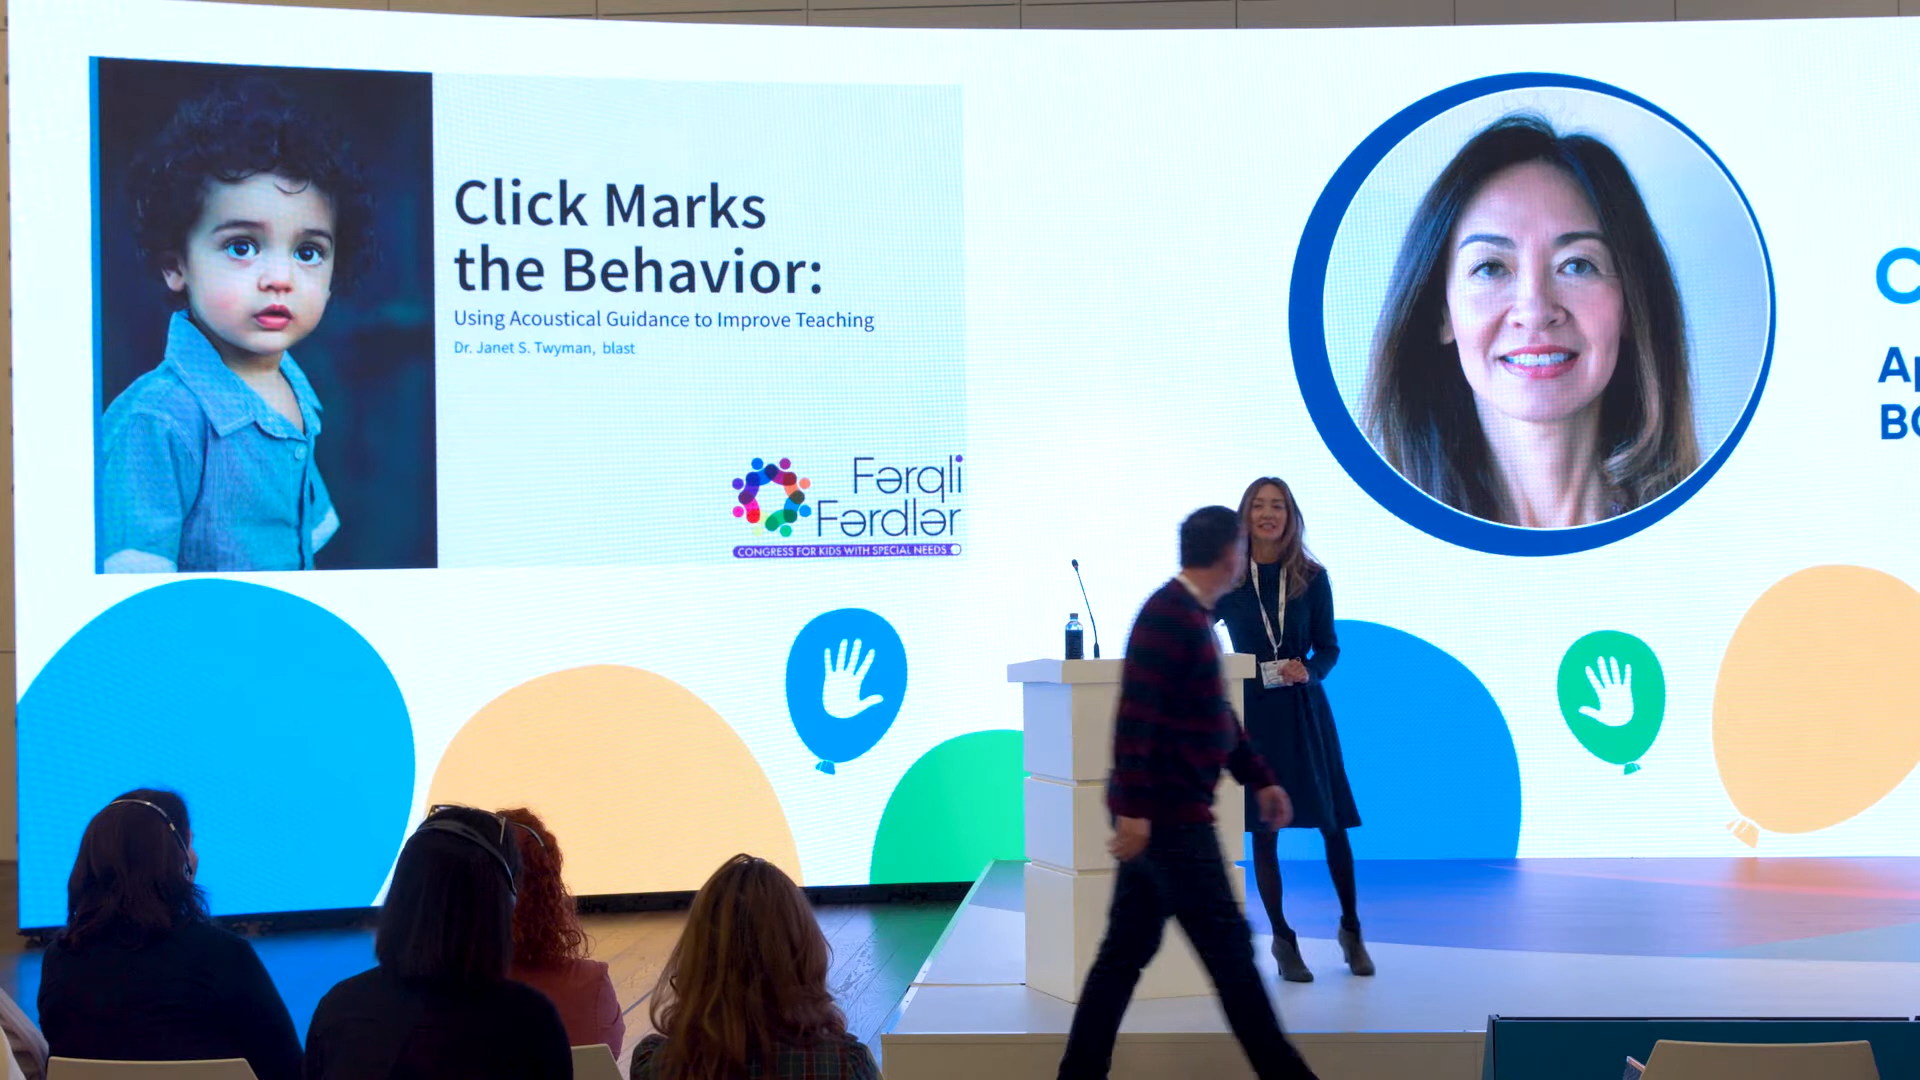 Click Marks
the Behavior:
Using Acoustical Guidance to Improve Teaching
Dr. Janet S. Twyman, blast
Fərqli
Fərdlər
CONGRESS FOR KIDS WITH SPECIAL NEEDS